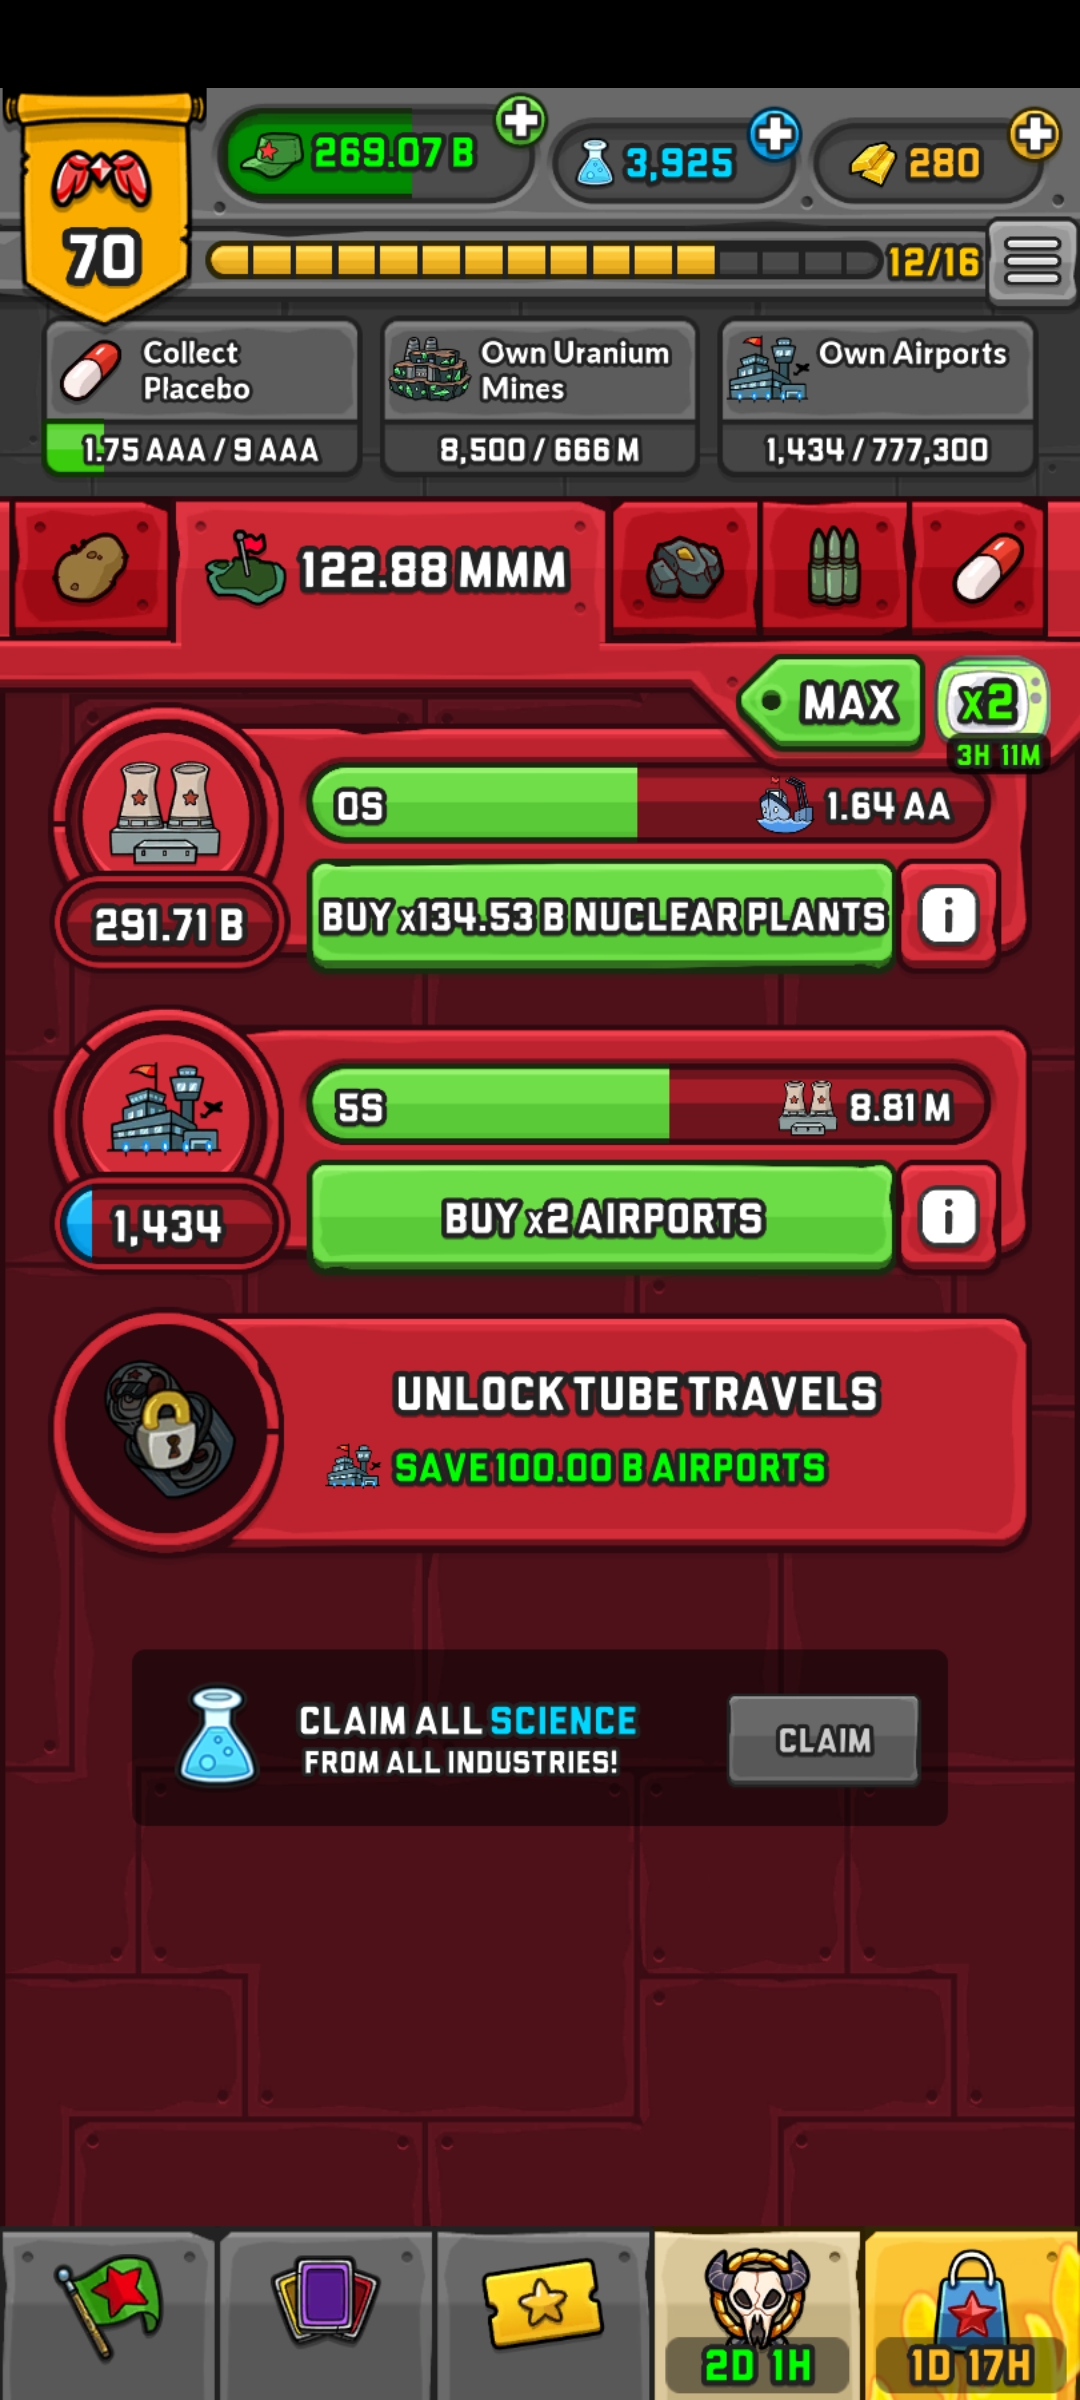 70
269.07 B
3,925
280
12/16
Collect
Placebo
1.75 AAA / 9 AAA
Own Uranium
Mines
8,500 / 666 M
Own Airports
1,434 / 777,300
122.88 MMM
MAX
x2
3H 11M
0S
1.64 AA
291.71 B
BUY x134.53 B NUCLEAR PLANTS
i
5S
8.81 M
1,434
BUY x2 AIRPORTS
i
UNLOCK TUBE TRAVELS
SAVE 100.00 B AIRPORTS
CLAIM ALL SCIENCE
FROM ALL INDUSTRIES!
CLAIM
2D 1H
1D 17H